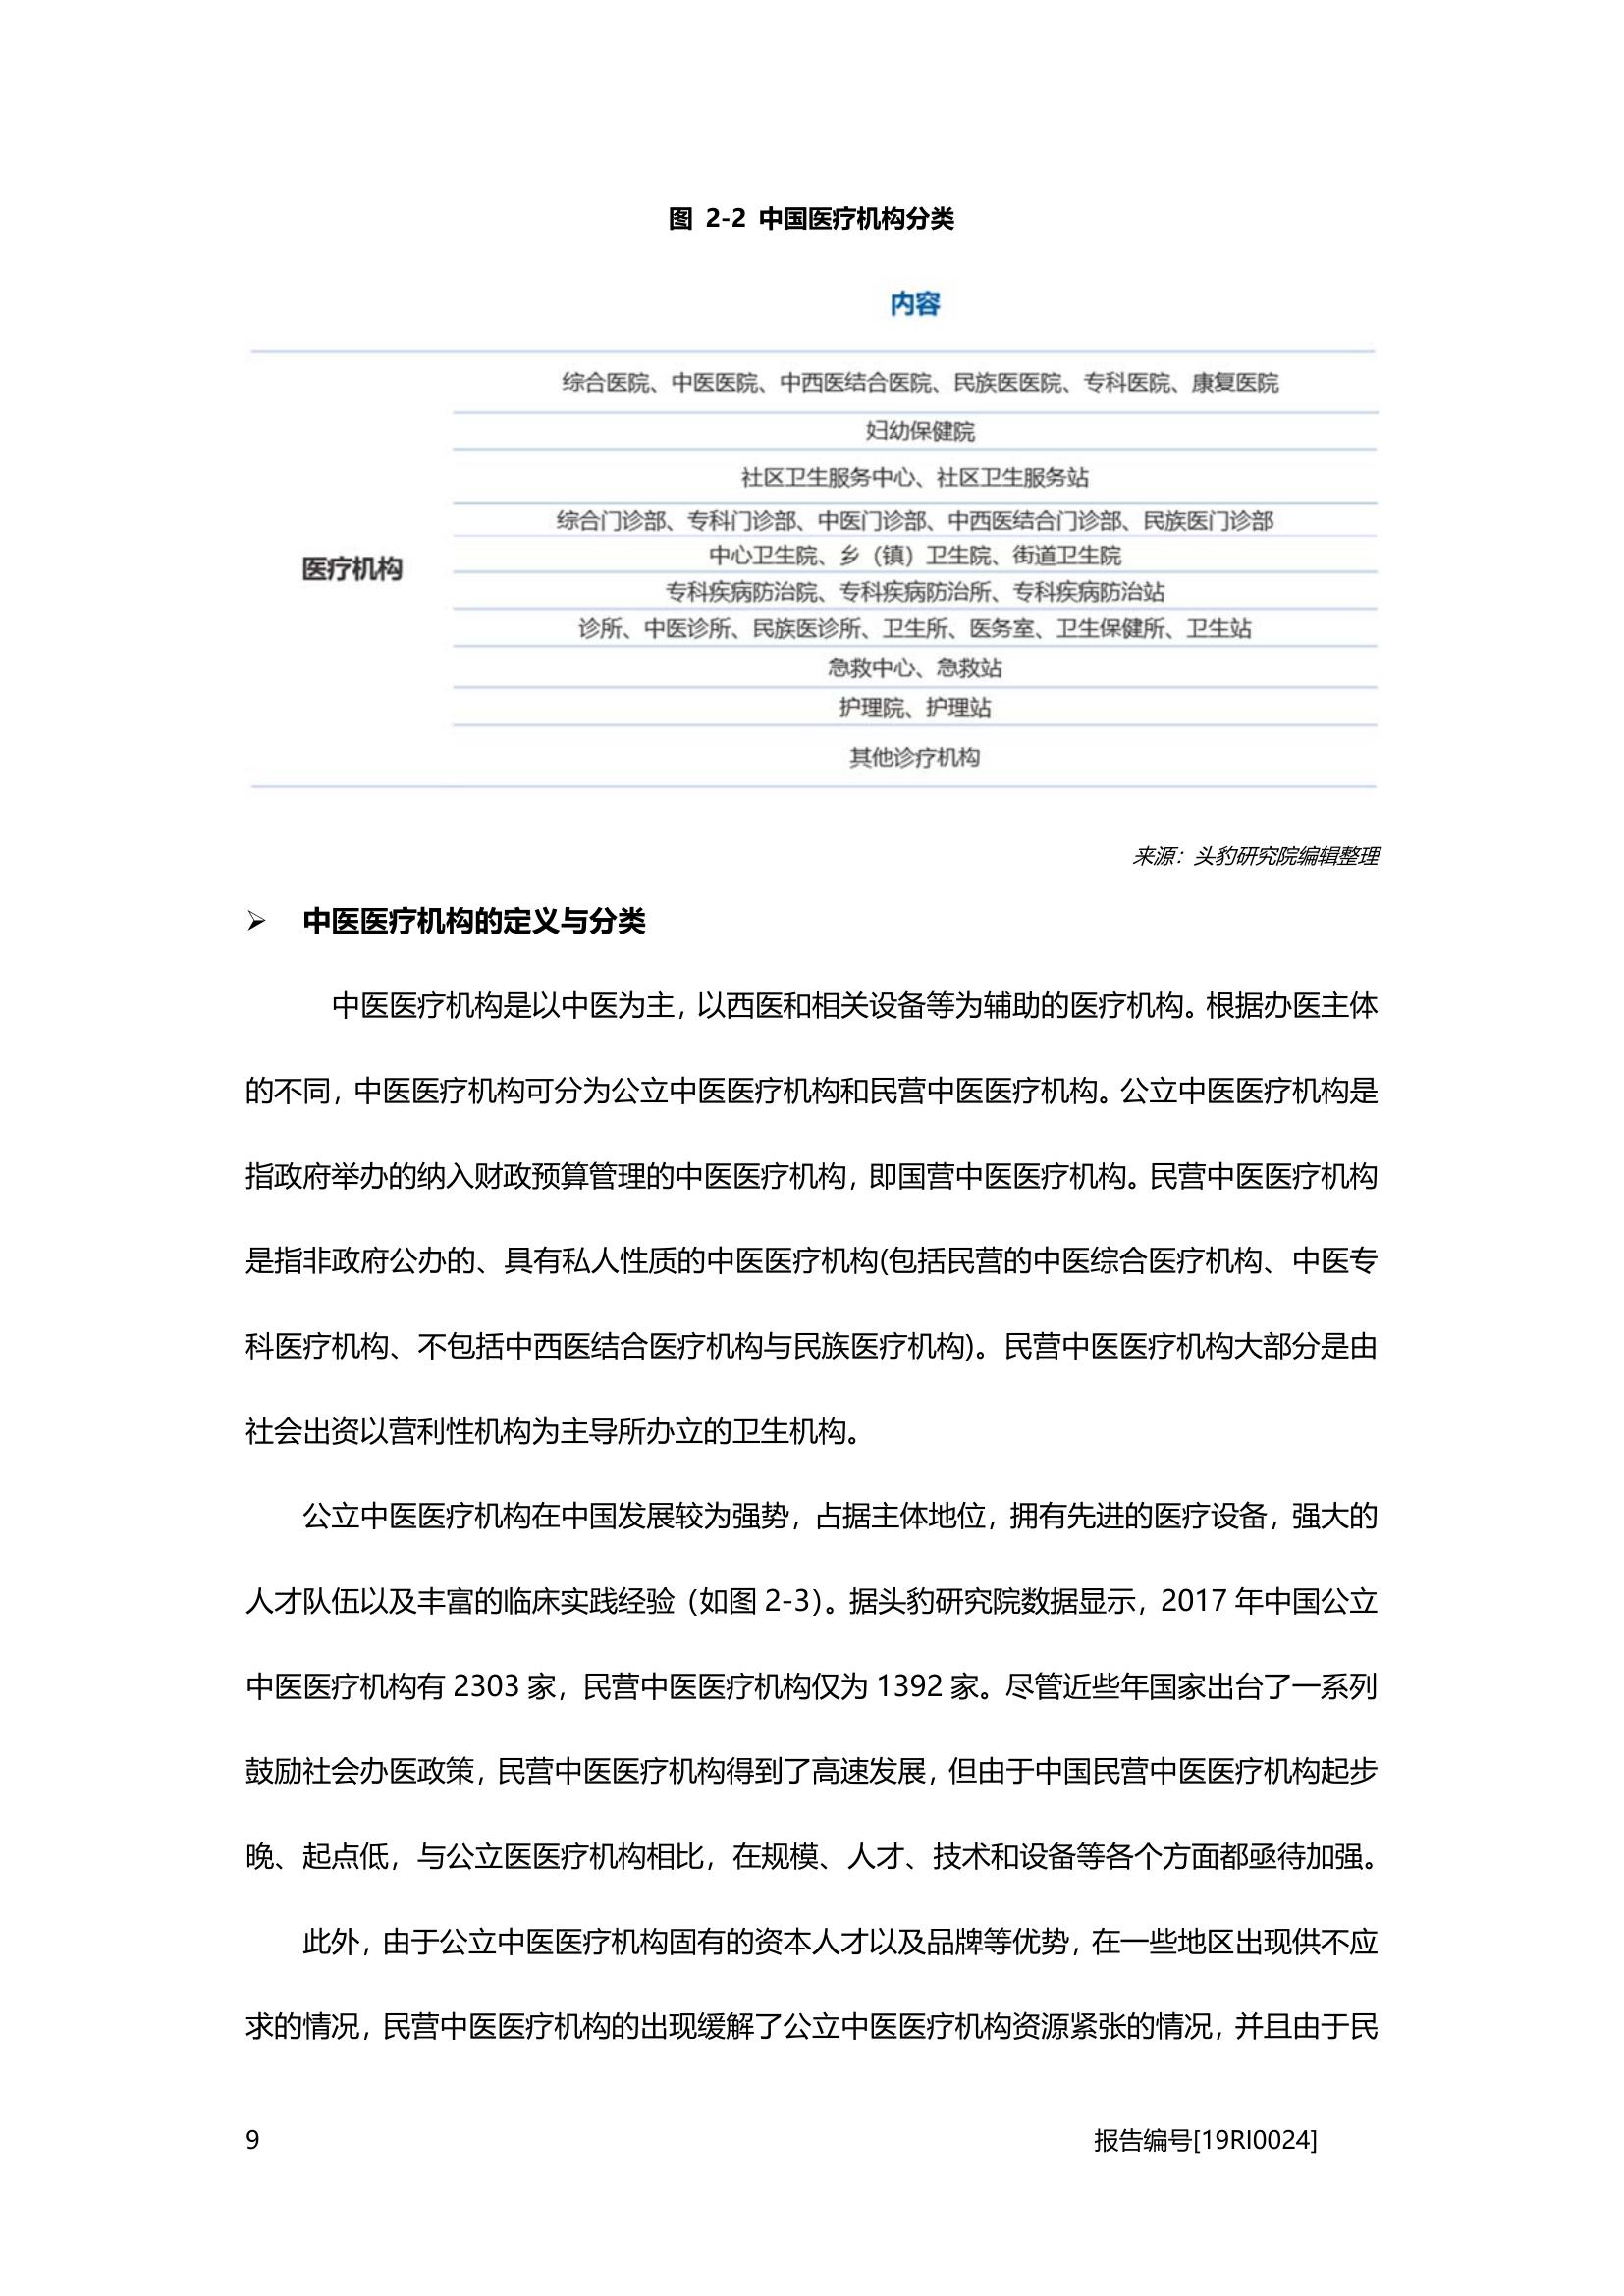 图 2-2 中国医疗机构分类
内容
综合医院、中医医院、中西医结合医院、民族医医院、专科医院、康复医院
妇幼保健院
社区卫生服务中心、社区卫生服务站
综合门诊部、专科门诊部、中医门诊部、中西医结合门诊部、民族医门诊部
中心卫生院、乡（镇）卫生院、街道卫生院
医疗机构
专科疾病防治院、专科疾病防治所、专科疾病防治站
诊所、中医诊所、民族医诊所、卫生所、医务室、卫生保健所、卫生站
急救中心、急救站
护理院、护理站
其他诊疗机构
来源：头豹研究院编辑整理
➢ 中医医疗机构的定义与分类
中医医疗机构是以中医为主，以西医和相关设备等为辅助的医疗机构。根据办医主体
的不同，中医医疗机构可分为公立中医医疗机构和民营中医医疗机构。公立中医医疗机构是
指政府举办的纳入财政预算管理的中医医疗机构，即国营中医医疗机构。民营中医医疗机构
是指非政府公办的、具有私人性质的中医医疗机构(包括民营的中医综合医疗机构、中医专
科医疗机构、不包括中西医结合医疗机构与民族医疗机构)。民营中医医疗机构大部分是由
社会出资以营利性机构为主导所办立的卫生机构。
公立中医医疗机构在中国发展较为强势，占据主体地位，拥有先进的医疗设备，强大的
人才队伍以及丰富的临床实践经验（如图 2-3）。据头豹研究院数据显示，2017 年中国公立
中医医疗机构有 2303 家，民营中医医疗机构仅为 1392 家。尽管近些年国家出台了一系列
鼓励社会办医政策，民营中医医疗机构得到了高速发展，但由于中国民营中医医疗机构起步
晚、起点低，与公立医医疗机构相比，在规模、人才、技术和设备等各个方面都亟待加强。
此外，由于公立中医医疗机构固有的资本人才以及品牌等优势，在一些地区出现供不应
求的情况，民营中医医疗机构的出现缓解了公立中医医疗机构资源紧张的情况，并且由于民
9 报告编号[19RI0024]